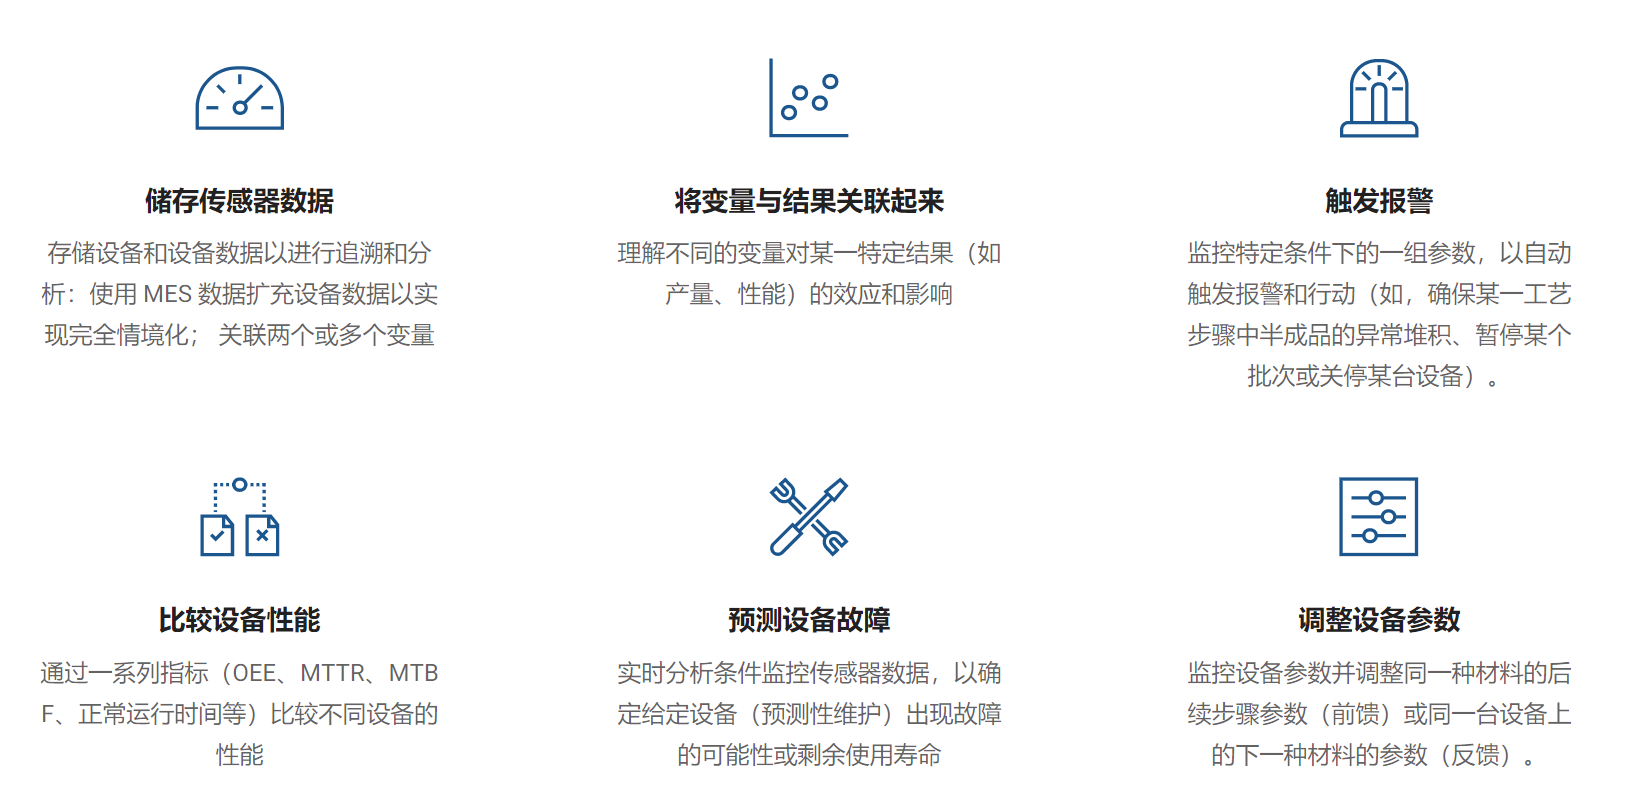 储存传感器数据
存储设备和设备数据以进行追溯和分
析：使用 MES 数据扩充设备数据以实
现完全情境化； 关联两个或多个变量
将变量与结果关联起来
理解不同的变量对某一特定结果（如
产量、性能）的效应和影响
触发报警
监控特定条件下的一组参数，以自动
触发报警和行动（如，确保某一工艺
步骤中半成品的异常堆积、暂停某个
批次或关停某台设备）。
比较设备性能
通过一系列指标（OEE、MTTR、MTB
F、正常运行时间等）比较不同设备的
性能
预测设备故障
实时分析条件监控传感器数据，以确
定给定设备（预测性维护）出现故障
的可能性或剩余使用寿命
调整设备参数
监控设备参数并调整同一种材料的后
续步骤参数（前馈）或同一台设备上
的下一种材料的参数（反馈）。